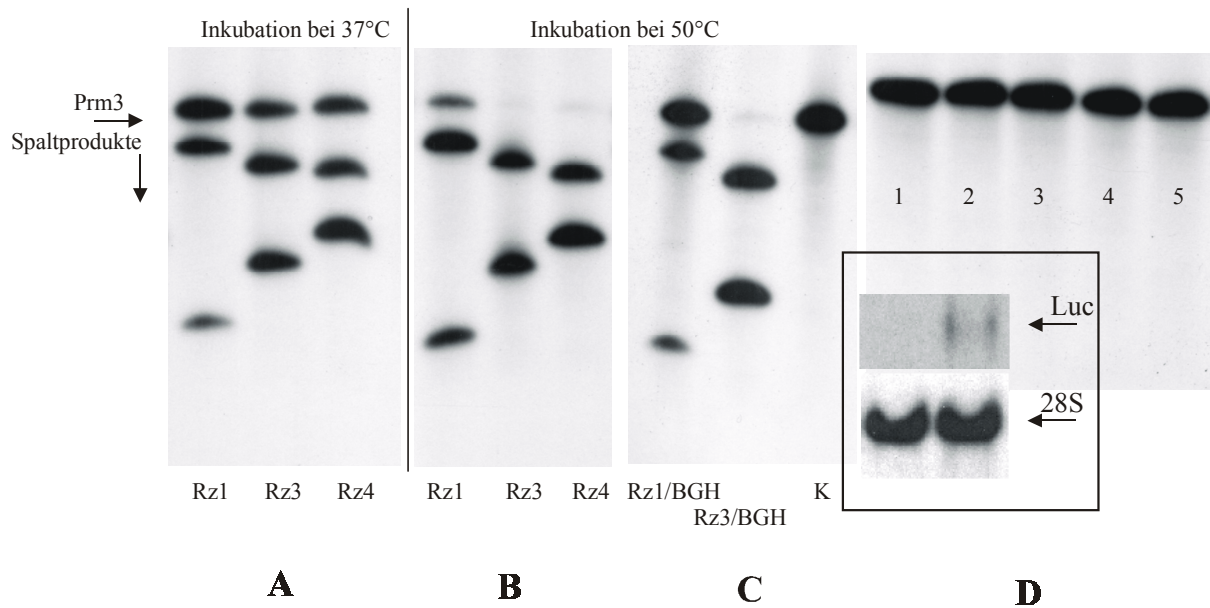 Inkubation bei 37°C
Inkubation bei 50°C
Prm3
Spaltprodukte
1 2 3 4 5
Luc
28S
Rz1 Rz3 Rz4
Rz1 Rz3 Rz4
Rz1/BGH K
Rz3/BGH
A B C D